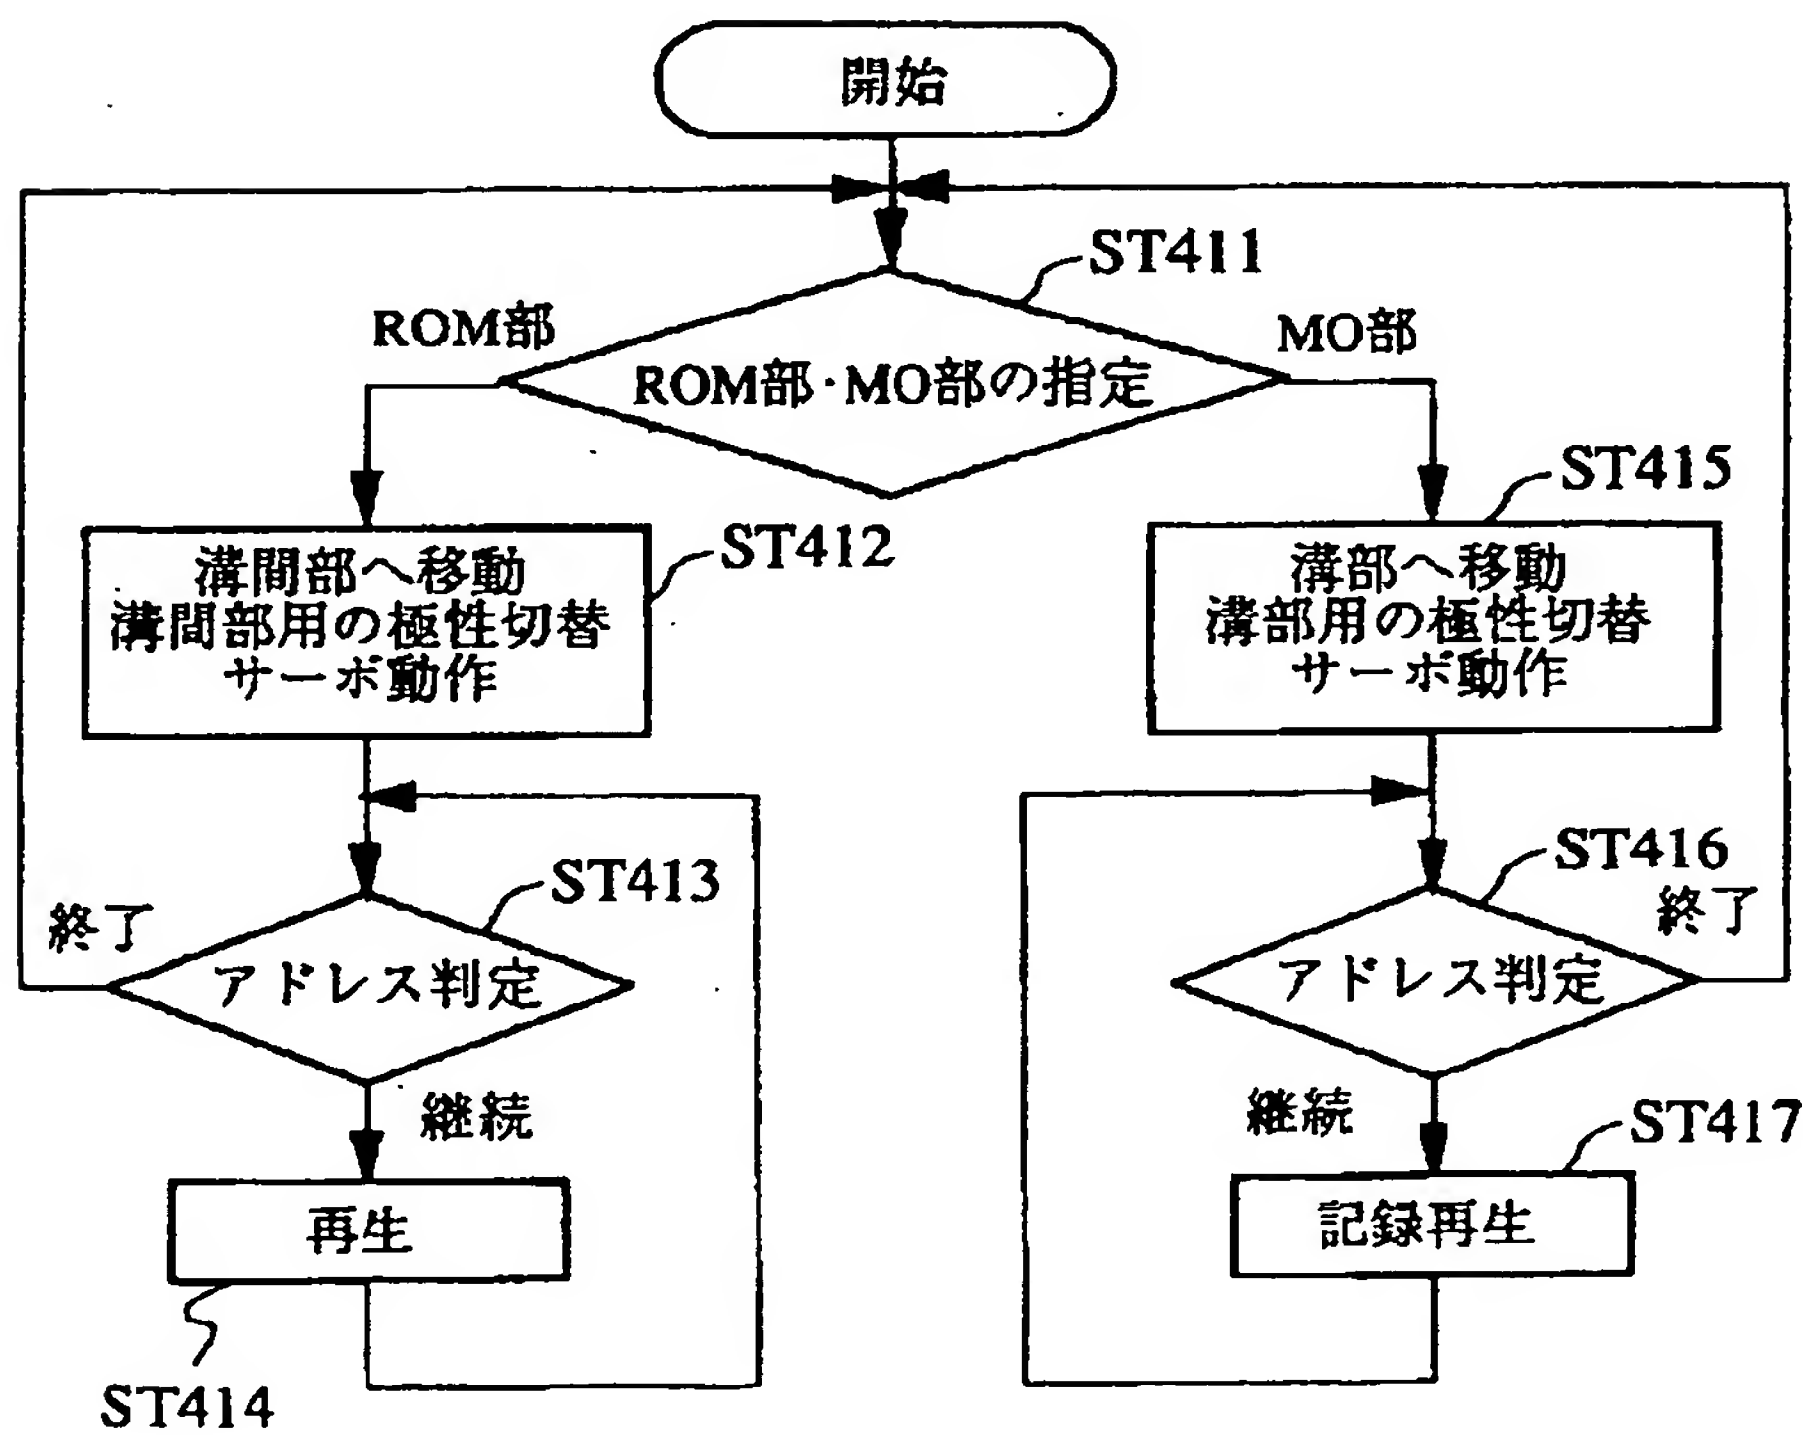 開始
ST411
ROM部
MO部
ROM部・MO部の指定
ST412
溝間部へ移動
溝間部用の極性切替
サーボ動作
ST415
溝部へ移動
溝部用の極性切替
サーボ動作
ST413
終了
アドレス判定
継続
ST416
終了
アドレス判定
継続
再生
ST414
ST417
記録再生